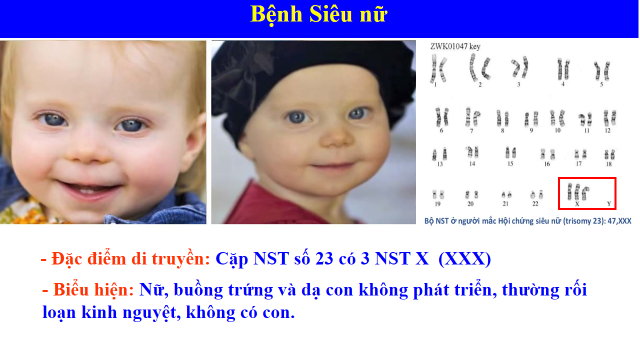 Bệnh Siêu nữ
ZWK01047 key
1 2 3 4 5
6 7 8 9 10 11 12
13 14 15 16 17 18
19 20 21 22 X Y
Bộ NST ở người mắc Hội chứng siêu nữ (trisomy 23): 47,XXX
- Đặc điểm di truyền: Cặp NST số 23 có 3 NST X (XXX)
- Biểu hiện: Nữ, buồng trứng và dạ con không phát triển, thường rối
loạn kinh nguyệt, không có con.